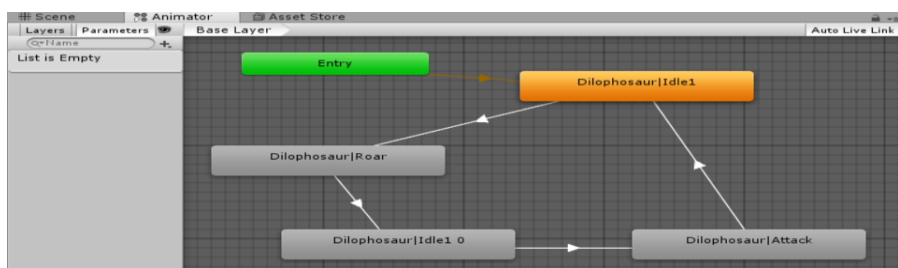 Scene Animator Asset Store
Layers Parameters Base Layer Auto Live Link
Name
List is Empty
Entry
Dilophosaur|Idle1
Dilophosaur|Roar
Dilophosaur|Idle1 0
Dilophosaur|Attack